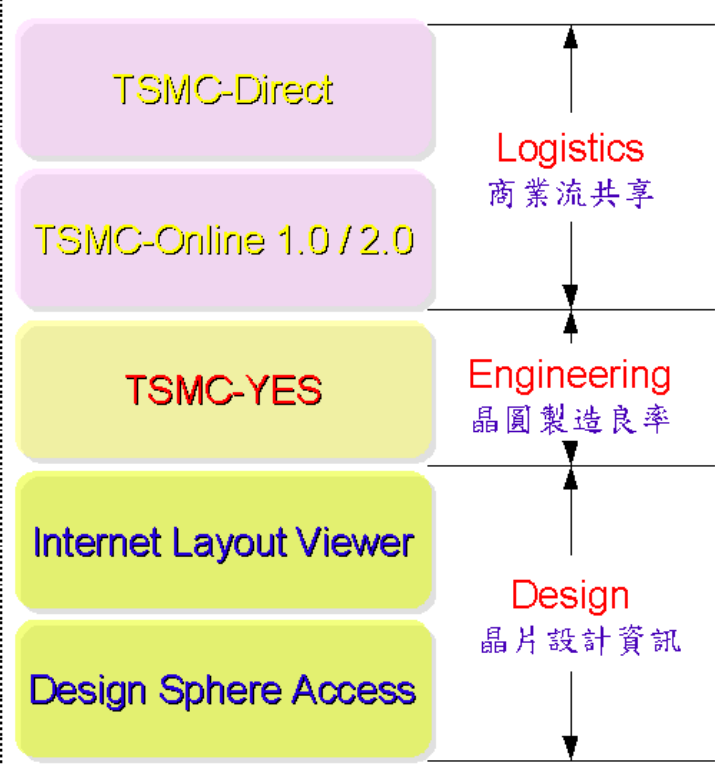 TSMC-Direct
Logistics
商業流共享
TSMC-Online 1.0 / 2.0
TSMC-YES
Engineering
晶圓製造良率
Internet Layout Viewer
Design
晶片設計資訊
Design Sphere Access